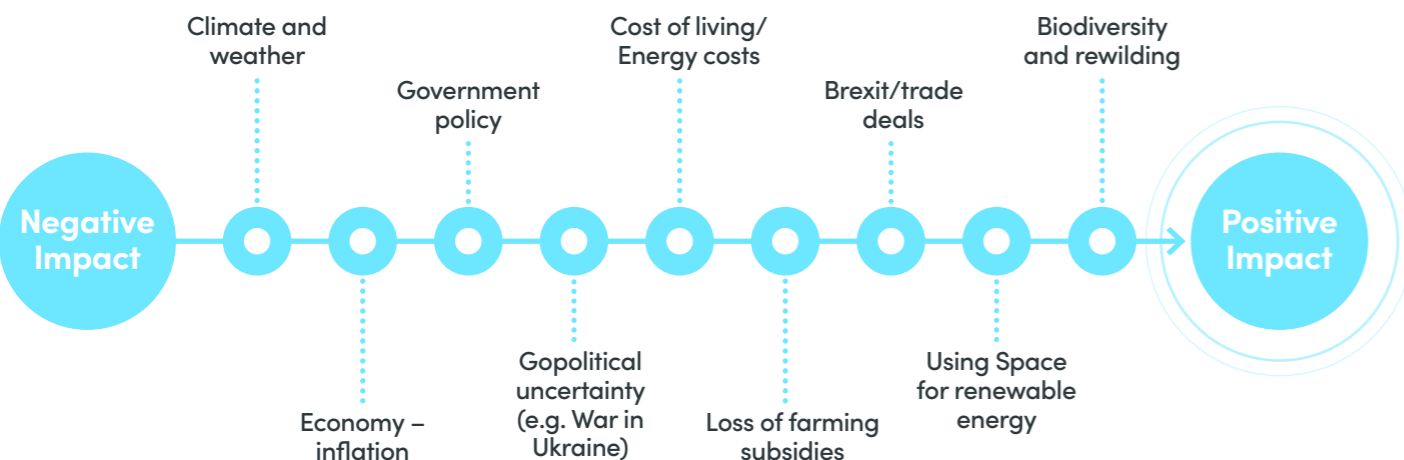 Negative
Impact
Climate and
weather
Economy –
inflation
Government
policy
Gopolitical
uncertainty
(e.g. War in
Ukraine)
Cost of living/
Energy costs
Loss of farming
subsidies
Brexit/trade
deals
Using Space
for renewable
energy
Biodiversity
and rewilding
Positive
Impact